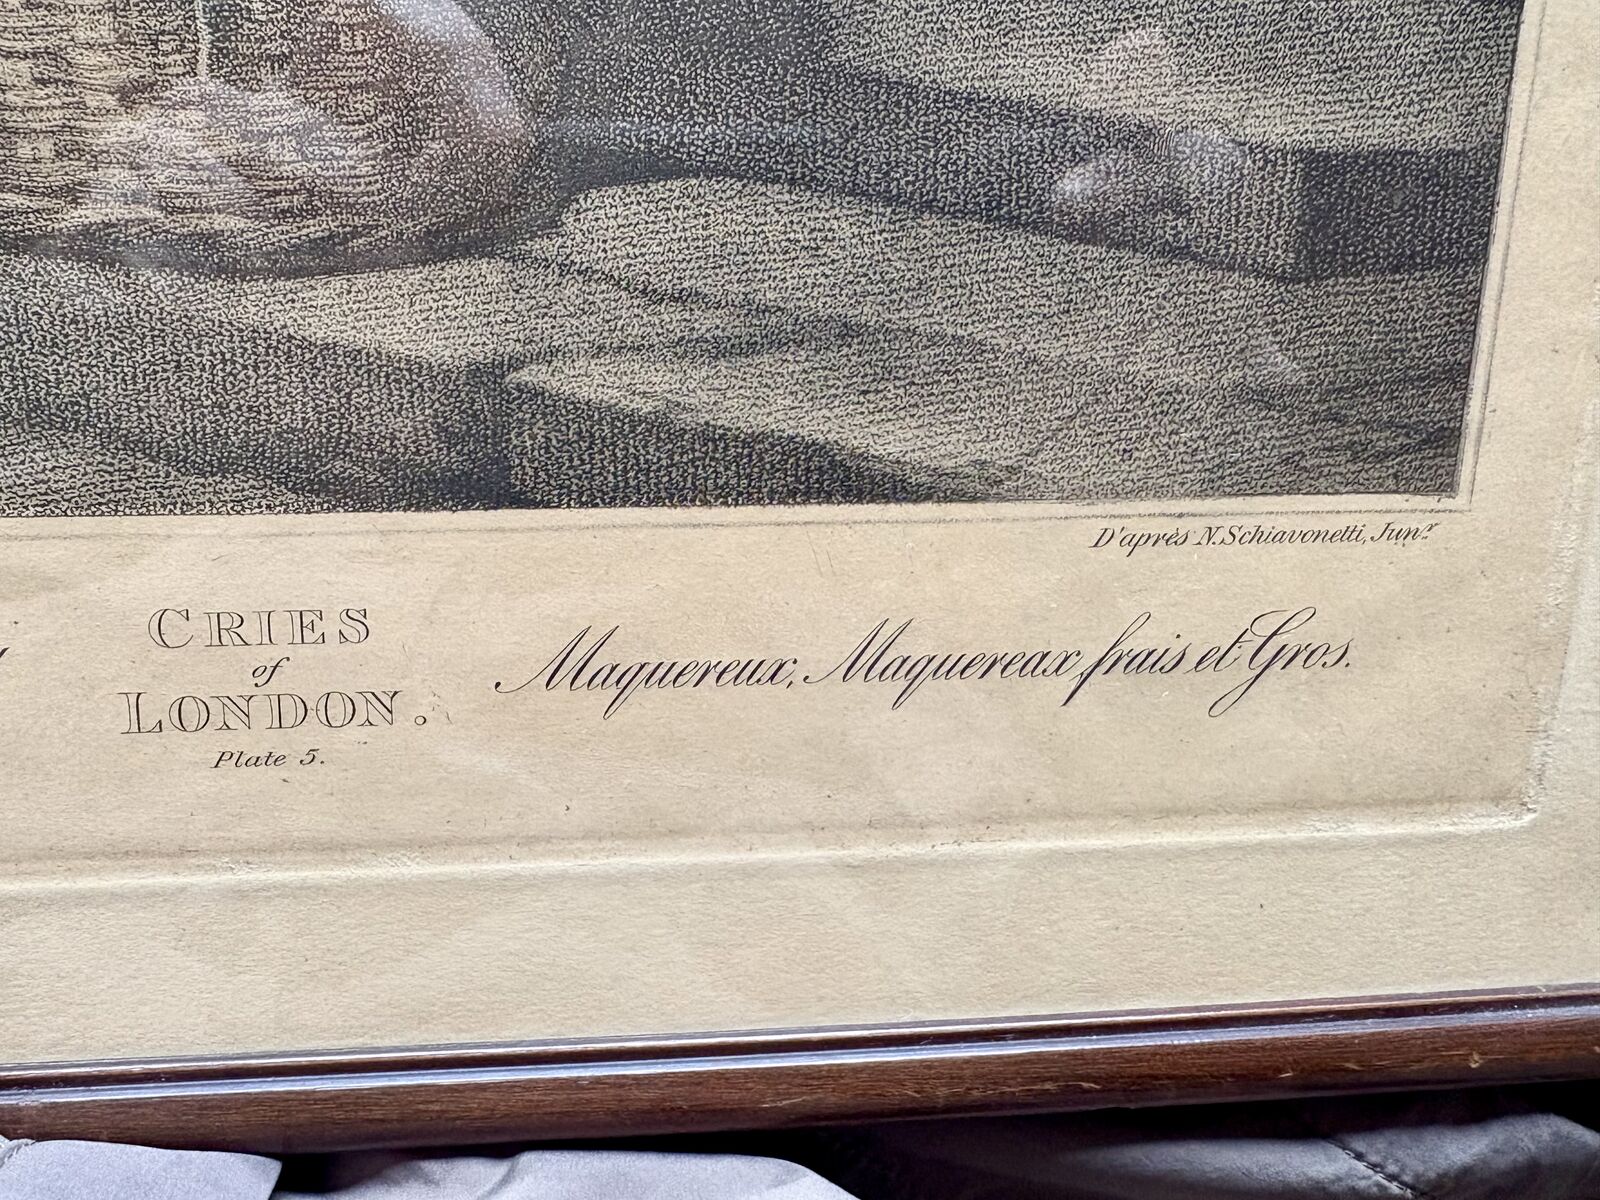 D'après N. Schiavonetti, Junr.
CRIES
of
LONDON.
Plate 5.
Maquereux, Maquereax frais et Gros.